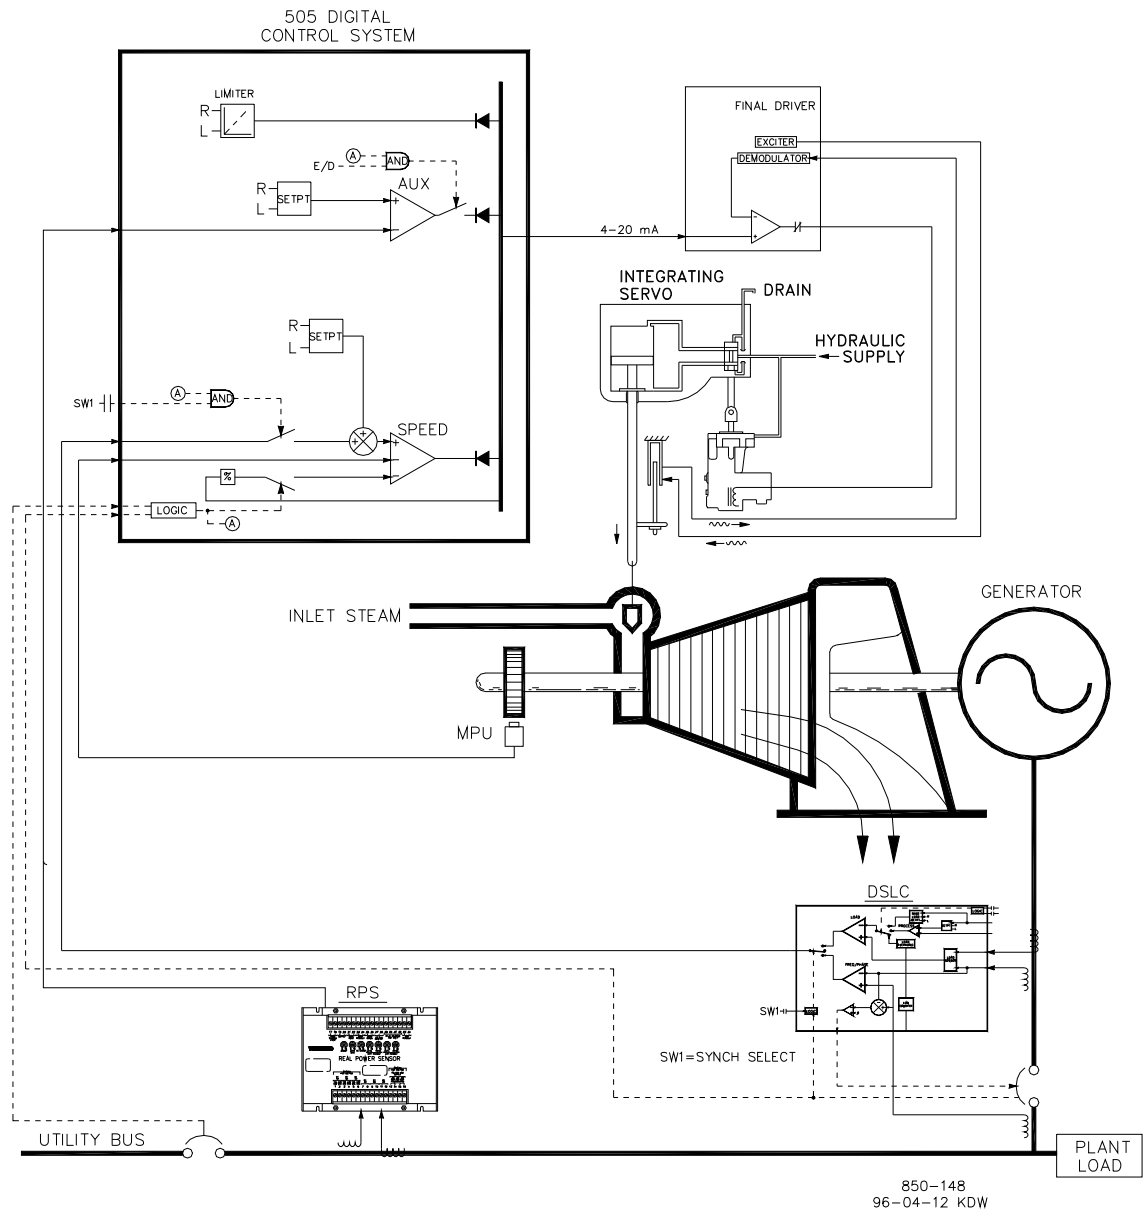 505 DIGITAL
CONTROL SYSTEM
LIMITER
R
L
FINAL DRIVER
EXCITER
DEMODULATOR
A
E/D
AND
AUX
R
L
SETPT
+
-
4-20 mA
-
+
INTEGRATING
SERVO
DRAIN
HYDRAULIC
SUPPLY
R
L
SETPT
SW1
A
AND
SPEED
+
+
+
-
-
%
LOGIC
A
INLET STEAM
GENERATOR
MPU
DSLC
LOAD
PROCESS
SW1
SW1=SYNCH SELECT
RPS
REAL POWER SENSOR
UTILITY BUS
PLANT
LOAD
850-148
96-04-12 KDW